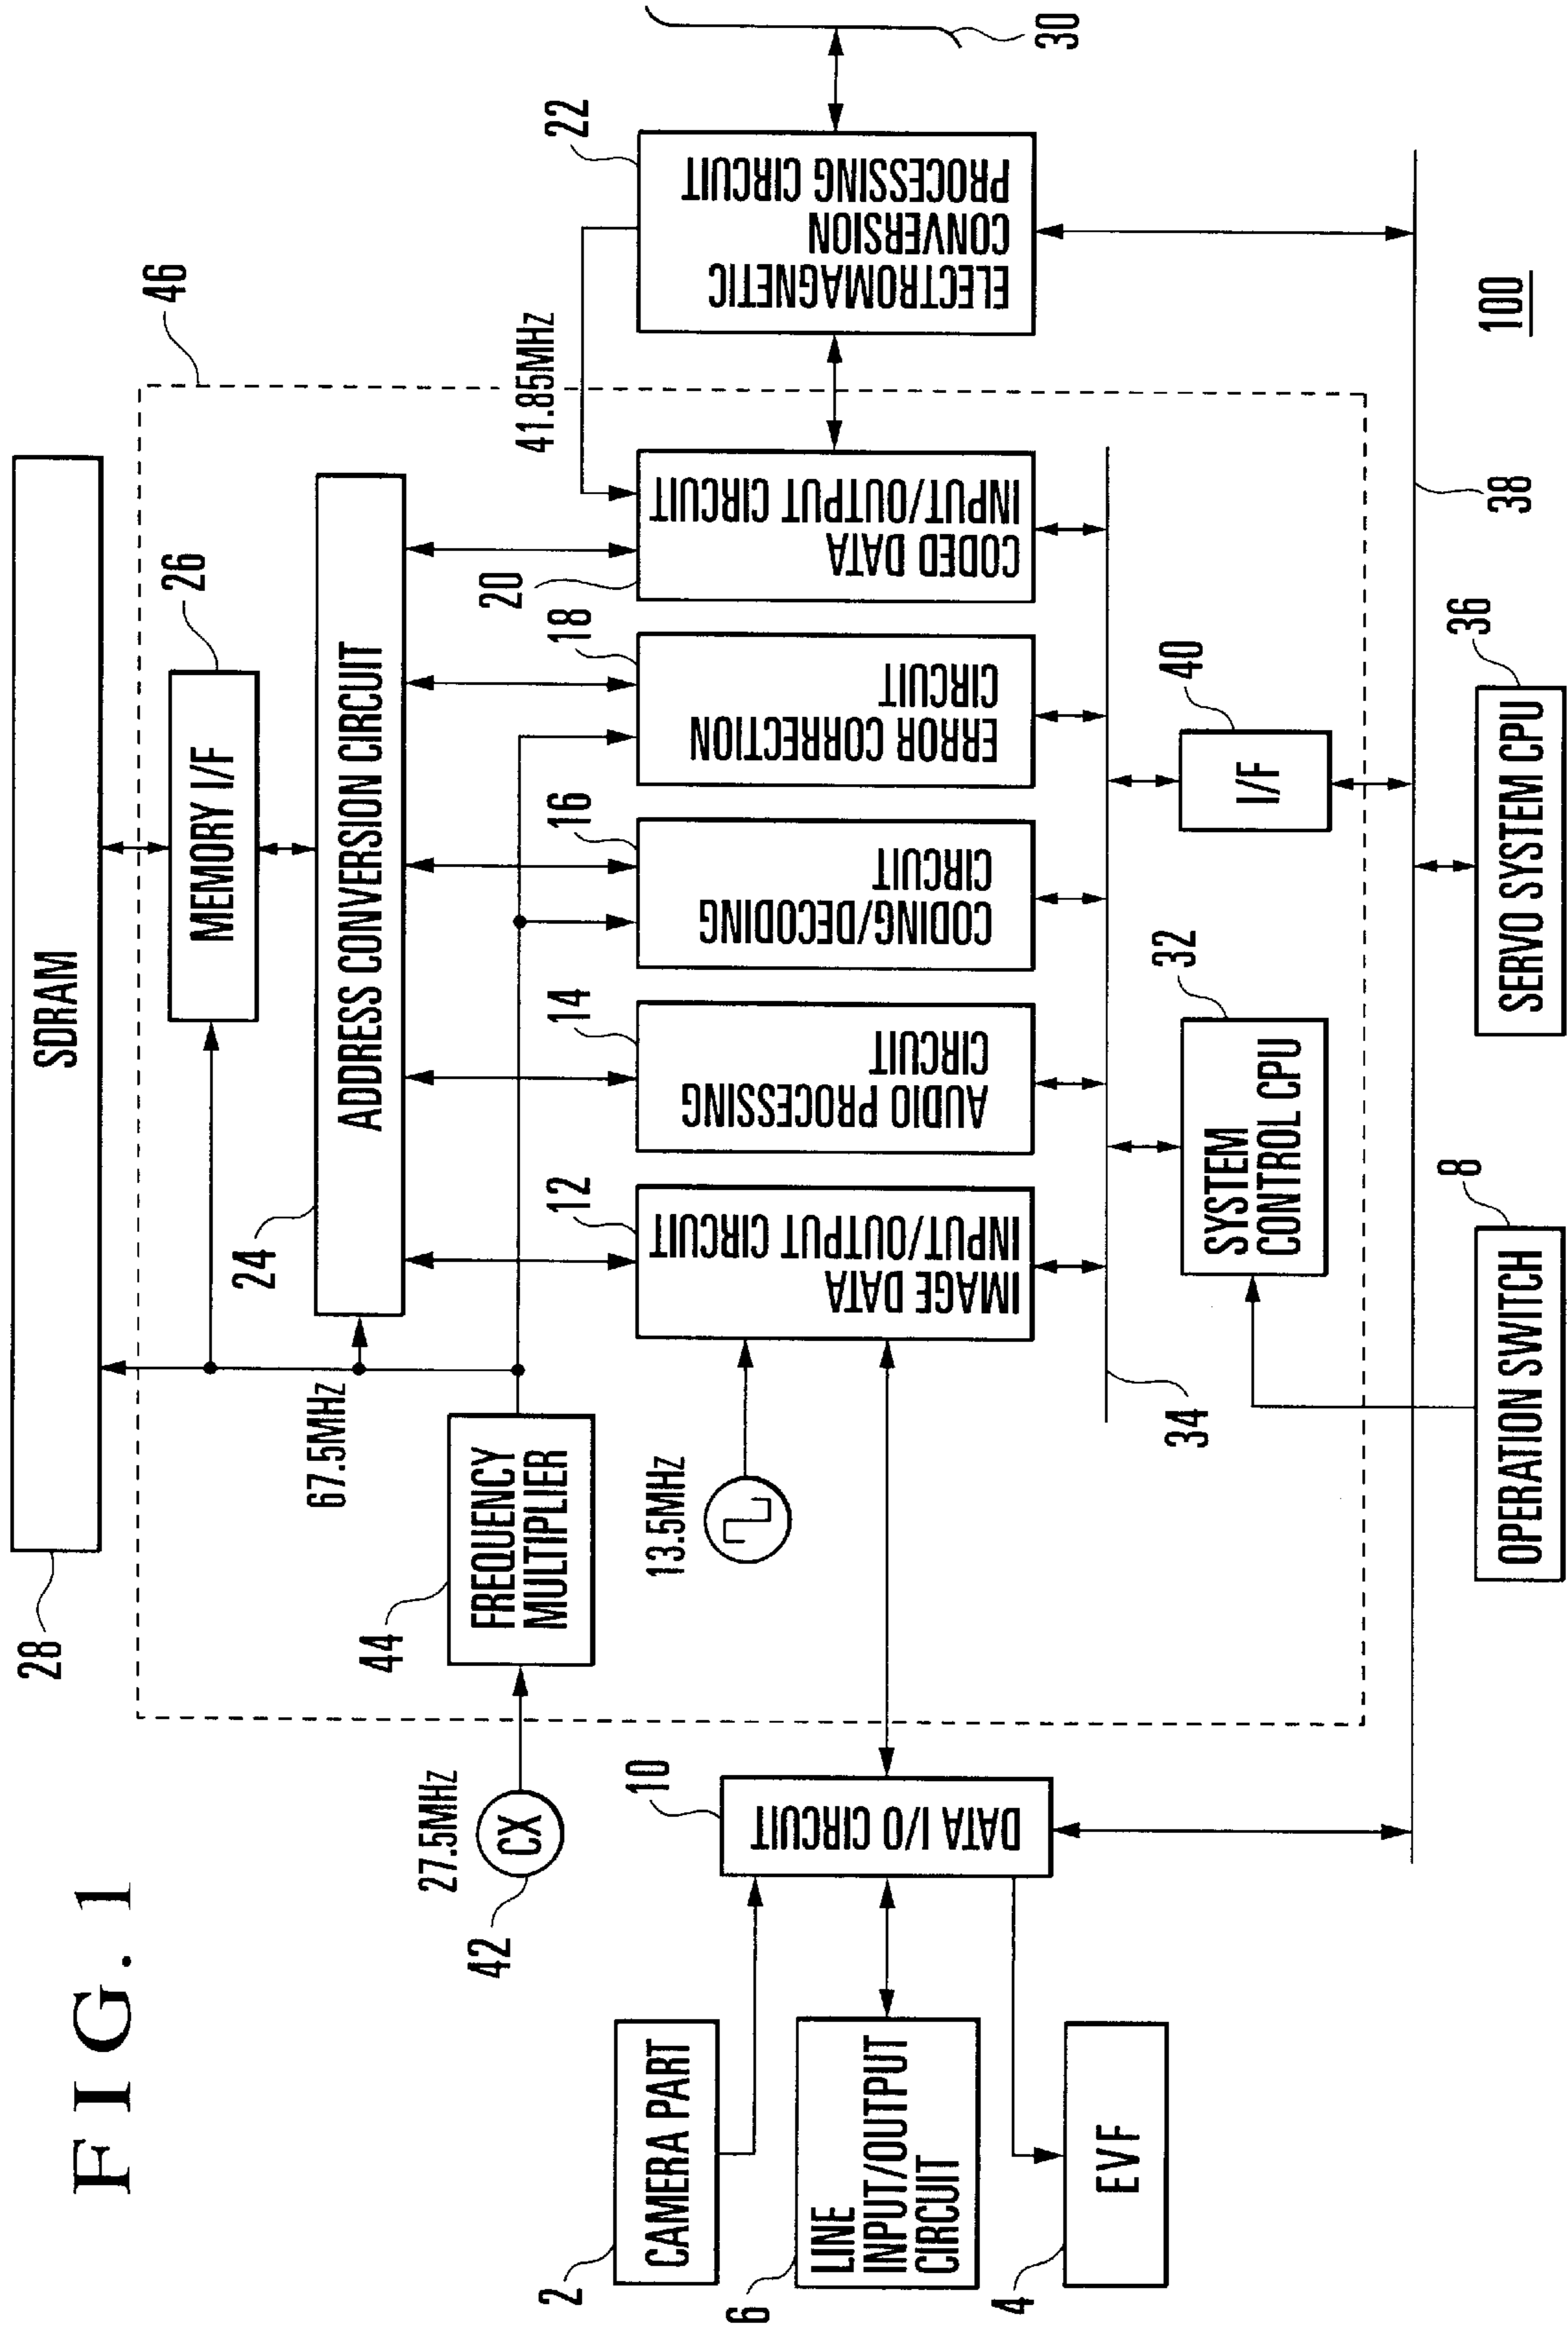 FIG. 1
28
SDRAM
46
26
MEMORY I/F
24
ADDRESS CONVERSION CIRCUIT
67.5MHz
44
FREQUENCY
MULTIPLIER
27.5MHz
CX
42
13.5MHz
41.85MHz
2
CAMERA PART
6
LINE
INPUT/OUTPUT
CIRCUIT
4
EVF
10
DATA I/O CIRCUIT
12
IMAGE DATA
INPUT/OUTPUT CIRCUIT
14
AUDIO PROCESSING
CIRCUIT
16
CODING/DECODING
CIRCUIT
18
ERROR CORRECTION
CIRCUIT
20
CODED DATA
INPUT/OUTPUT CIRCUIT
22
ELECTROMAGNETIC
CONVERSION
PROCESSING CIRCUIT
30
34
32
SYSTEM
CONTROL CPU
40
I/F
38
8
OPERATION SWITCH
36
SERVO SYSTEM CPU
100